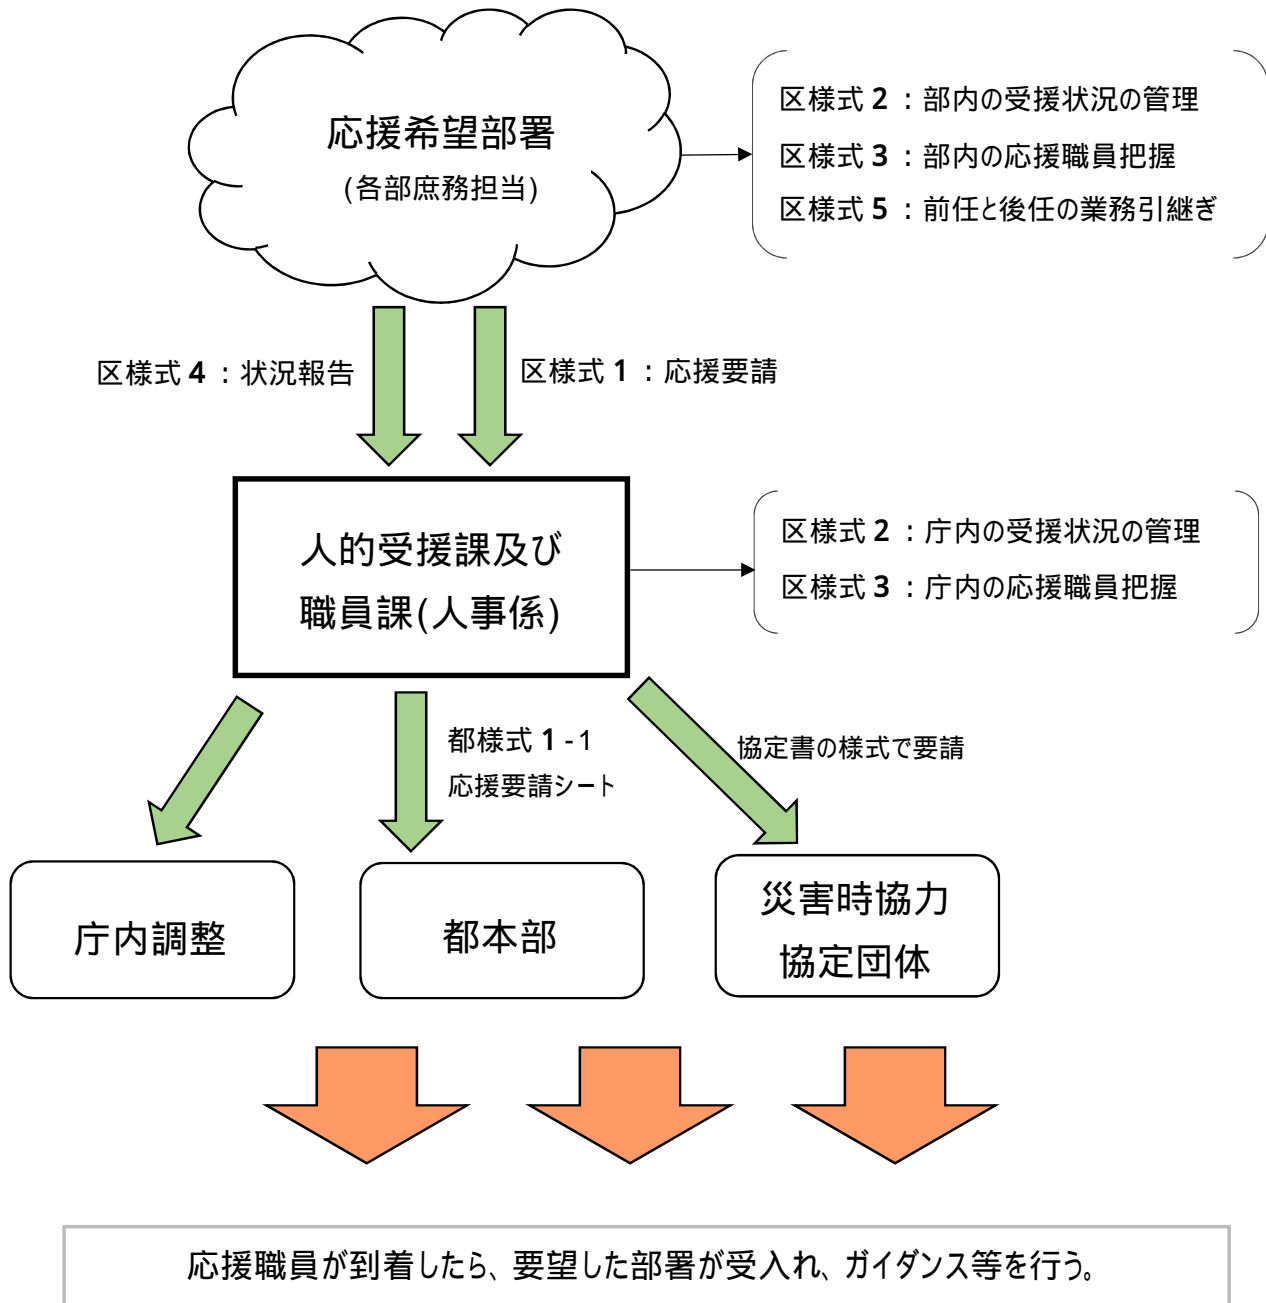 応援希望部署
(各部庶務担当)
区様式 2 ：部内の受援状況の管理
区様式 3 ：部内の応援職員把握
区様式 5 ：前任と後任の業務引継ぎ
区様式 4 ：状況報告
区様式 1 ：応援要請
人的受援課及び
職員課(人事係)
区様式 2 ：庁内の受援状況の管理
区様式 3 ：庁内の応援職員把握
都様式 1 -1
応援要請シート
協定書の様式で要請
庁内調整
都本部
災害時協力
協定団体
応援職員が到着したら、要望した部署が受入れ、ガイダンス等を行う。